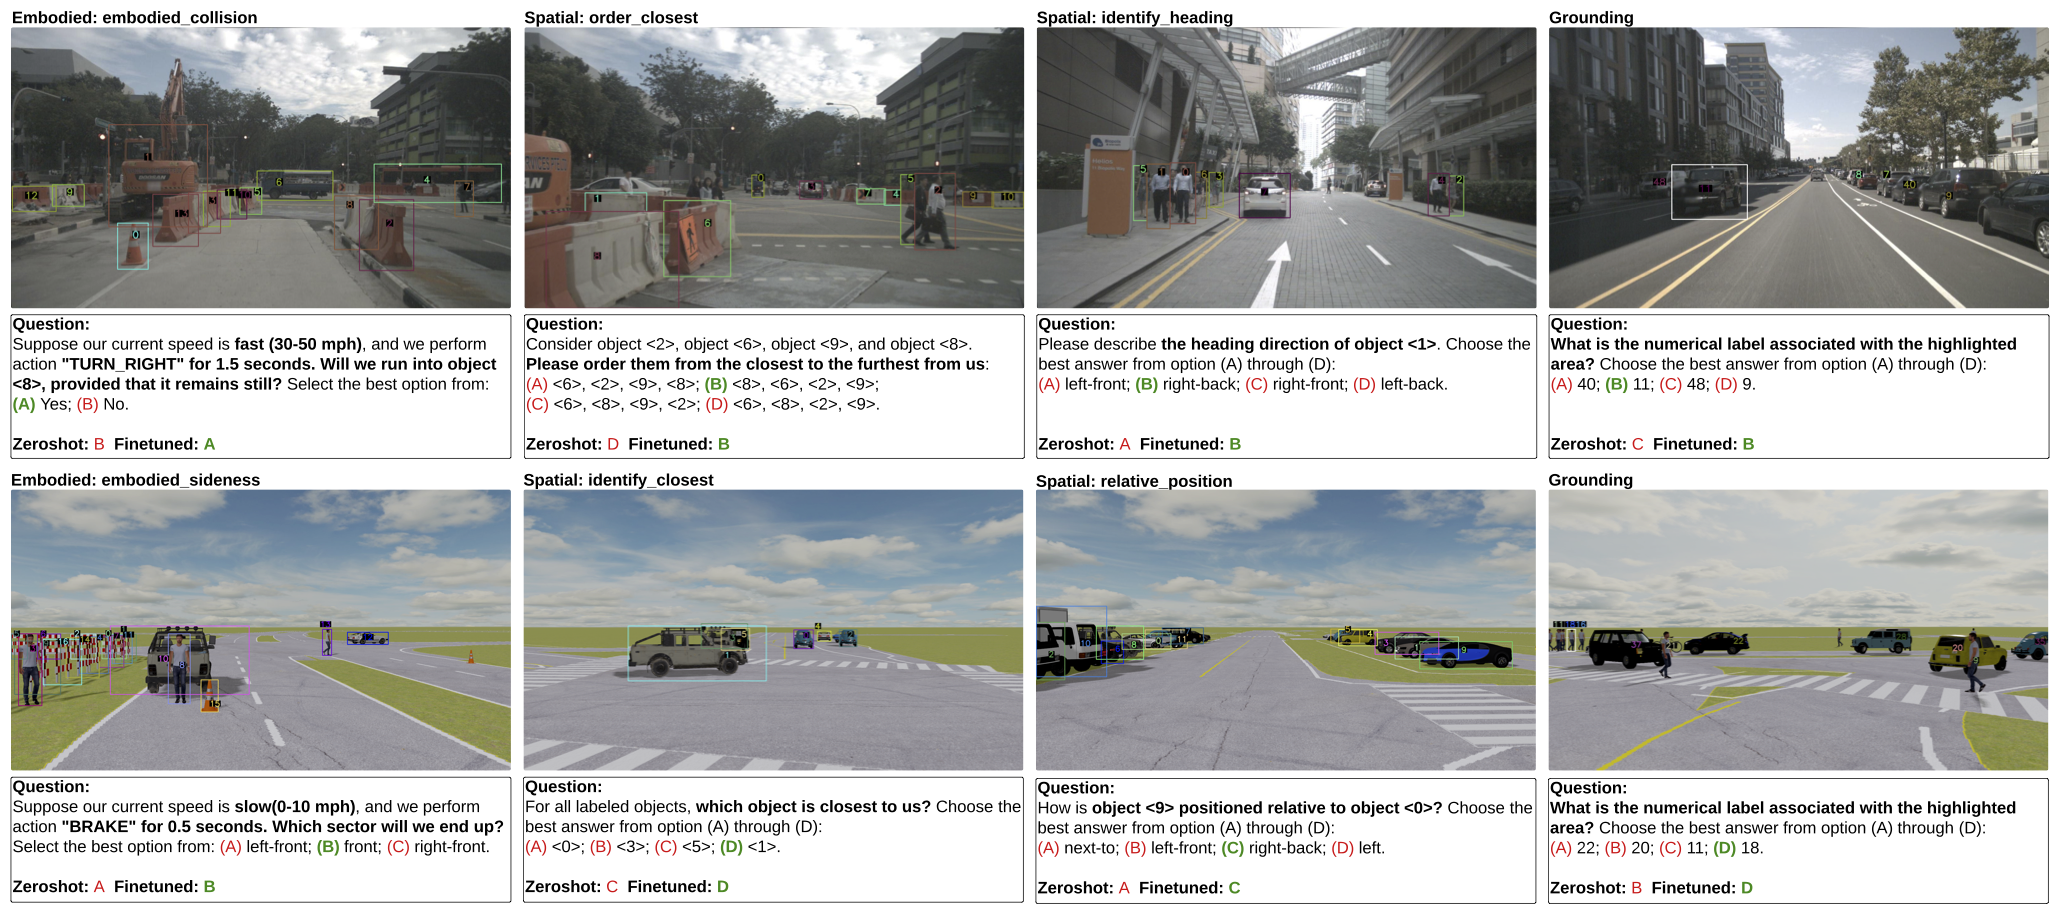 Embodied: embodied_collision
Question:
Suppose our current speed is fast (30-50 mph), and we perform
action "TURN_RIGHT" for 1.5 seconds. Will we run into object
<8>, provided that it remains still? Select the best option from:
(A) Yes; (B) No.
Zeroshot: B Finetuned: A
Spatial: order_closest
Question:
Consider object <2>, object <6>, object <9>, and object <8>.
Please order them from the closest to the furthest from us:
(A) <6>, <2>, <9>, <8>; (B) <8>, <6>, <2>, <9>;
(C) <6>, <8>, <9>, <2>; (D) <6>, <8>, <2>, <9>.
Zeroshot: D Finetuned: B
Spatial: identify_heading
Question:
Please describe the heading direction of object <1>. Choose the
best answer from option (A) through (D):
(A) left-front; (B) right-back; (C) right-front; (D) left-back.
Zeroshot: A Finetuned: B
Grounding
Question:
What is the numerical label associated with the highlighted
area? Choose the best answer from option (A) through (D):
(A) 40; (B) 11; (C) 48; (D) 9.
Zeroshot: C Finetuned: B
Embodied: embodied_sideness
Question:
Suppose our current speed is slow(0-10 mph), and we perform
action "BRAKE" for 0.5 seconds. Which sector will we end up?
Select the best option from: (A) left-front; (B) front; (C) right-front.
Zeroshot: A Finetuned: B
Spatial: identify_closest
Question:
For all labeled objects, which object is closest to us? Choose the
best answer from option (A) through (D):
(A) <0>; (B) <3>; (C) <5>; (D) <1>.
Zeroshot: C Finetuned: D
Spatial: relative_position
Question:
How is object <9> positioned relative to object <0>? Choose the
best answer from option (A) through (D):
(A) next-to; (B) left-front; (C) right-back; (D) left.
Zeroshot: A Finetuned: C
Grounding
Question:
What is the numerical label associated with the highlighted
area? Choose the best answer from option (A) through (D):
(A) 22; (B) 20; (C) 11; (D) 18.
Zeroshot: B Finetuned: D